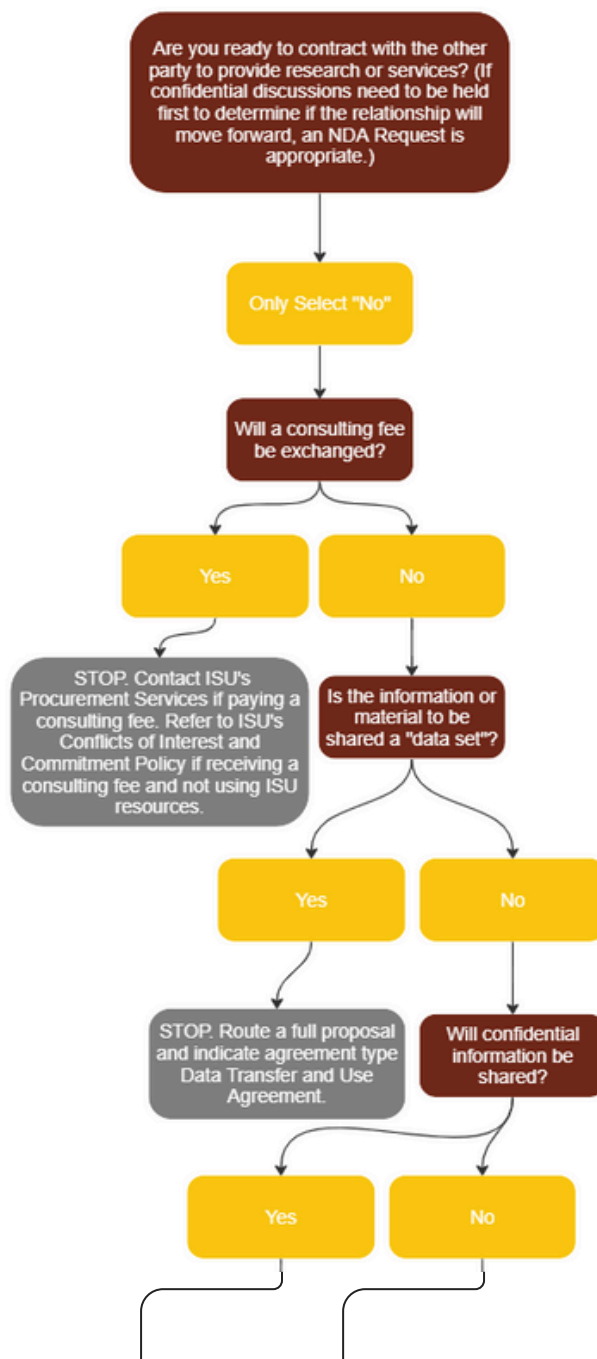 Are you ready to contract with the other
party to provide research or services? (If
confidential discussions need to be held
first to determine if the relationship will
move forward, an NDA Request is
appropriate.)
Only Select "No"
Will a consulting fee
be exchanged?
Yes
No
STOP. Contact ISU's
Procurement Services if paying a
consulting fee. Refer to ISU's
Conflicts of Interest and
Commitment Policy if receiving a
consulting fee and not using ISU
resources.
Is the information or
material to be
shared a "data set"?
Yes
No
STOP. Route a full proposal
and indicate agreement type
Data Transfer and Use
Agreement.
Will confidential
information be
shared?
Yes
No